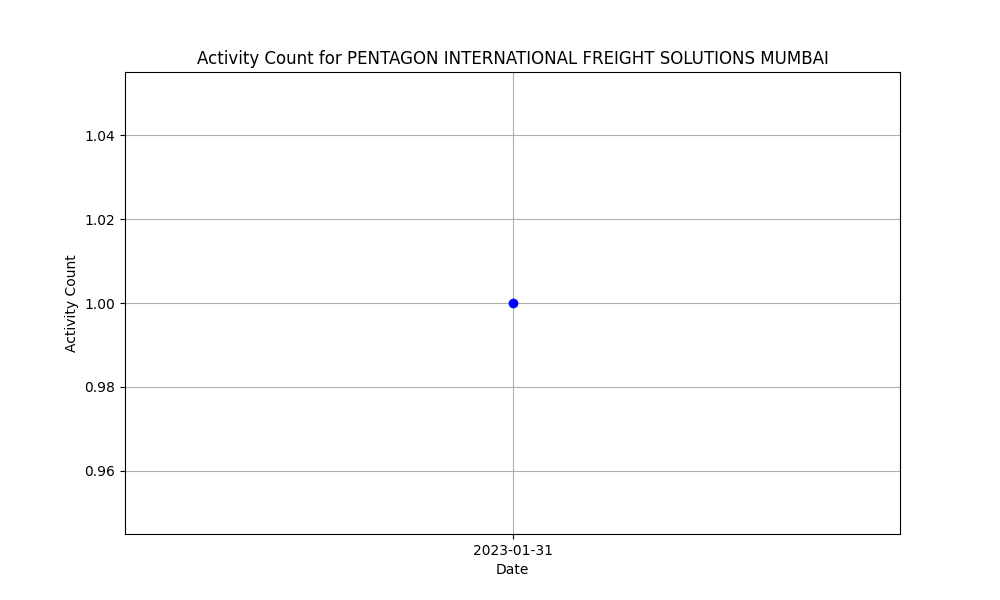 Activity Count for PENTAGON INTERNATIONAL FREIGHT SOLUTIONS MUMBAI
1.04
1.02
1.00
0.98
0.96
Activity Count
2023-01-31
Date